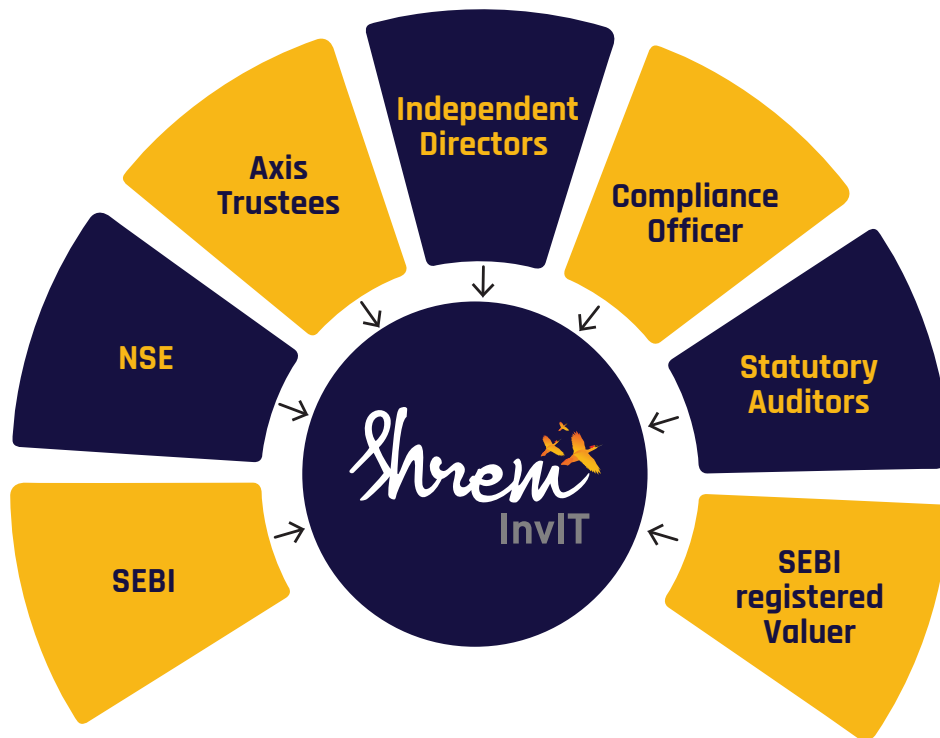 Independent
Directors
Axis
Trustees
Compliance
Officer
NSE
Statutory
Auditors
Shrem
InvIT
SEBI
SEBI
registered
Valuer